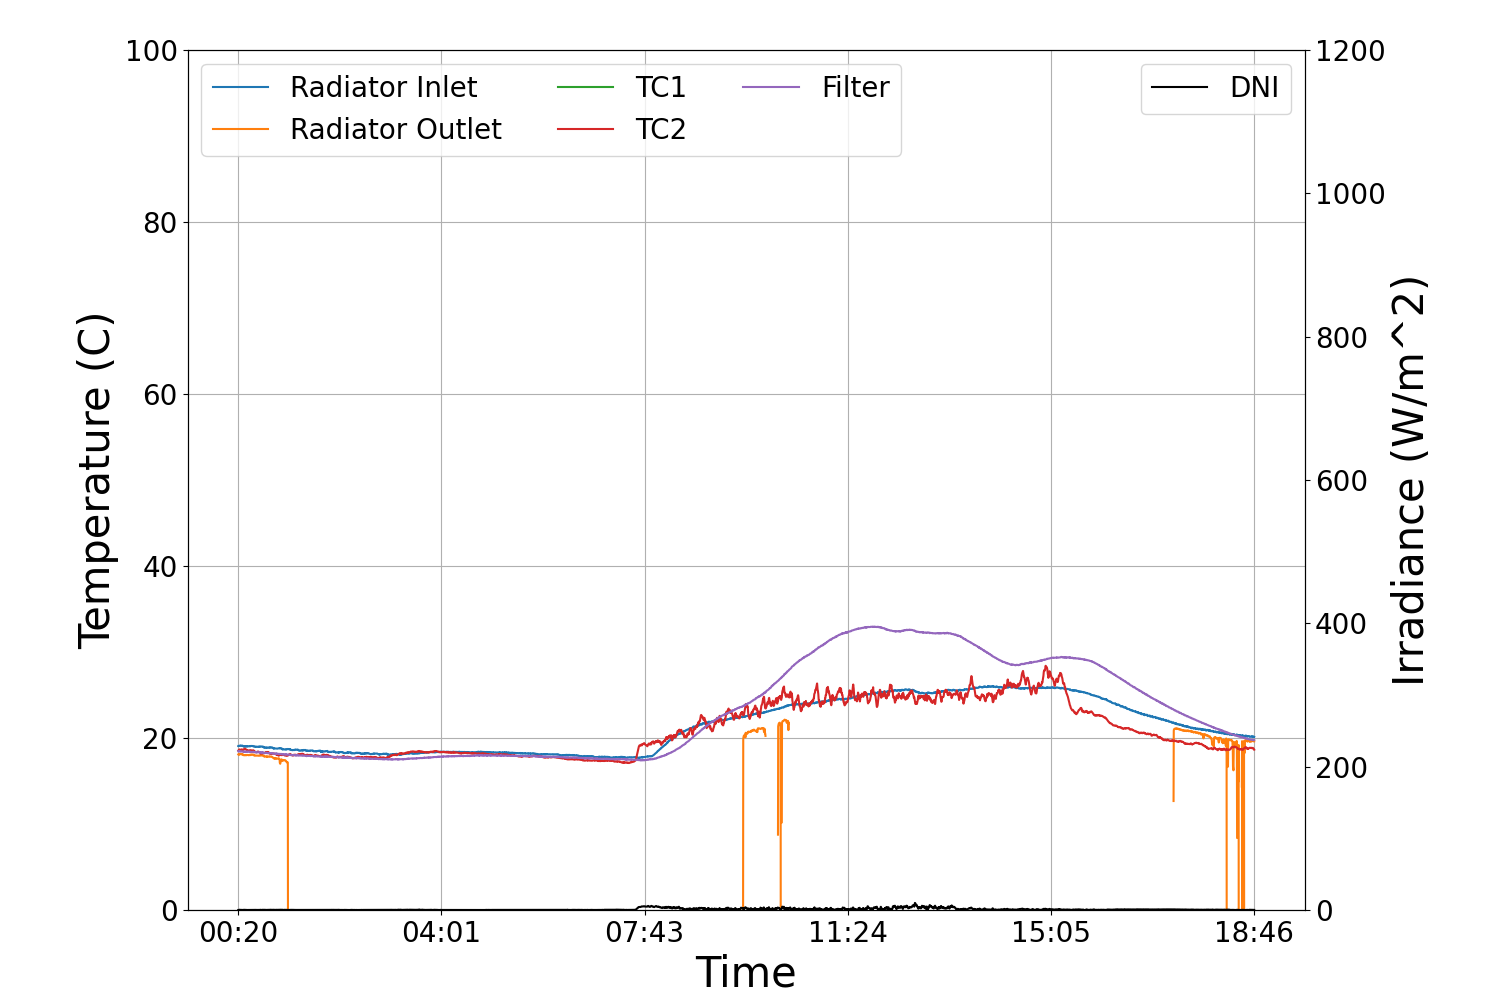 Radiator Inlet
Radiator Outlet
TC1
TC2
Filter
DNI
100
80
60
40
20
0
Temperature (C)
1200
1000
800
600
400
200
0
Irradiance (W/m^2)
00:20
04:01
07:43
11:24
15:05
18:46
Time